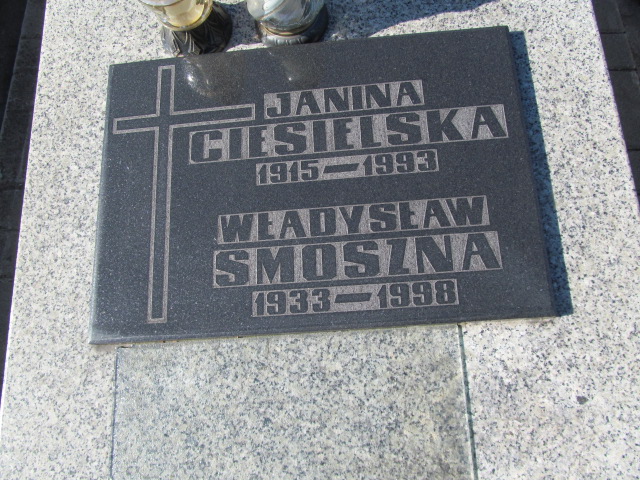 JANINA
CIESIELSKA
1915—1993
WŁADYSŁAW
SMOSZNA
1933—1998